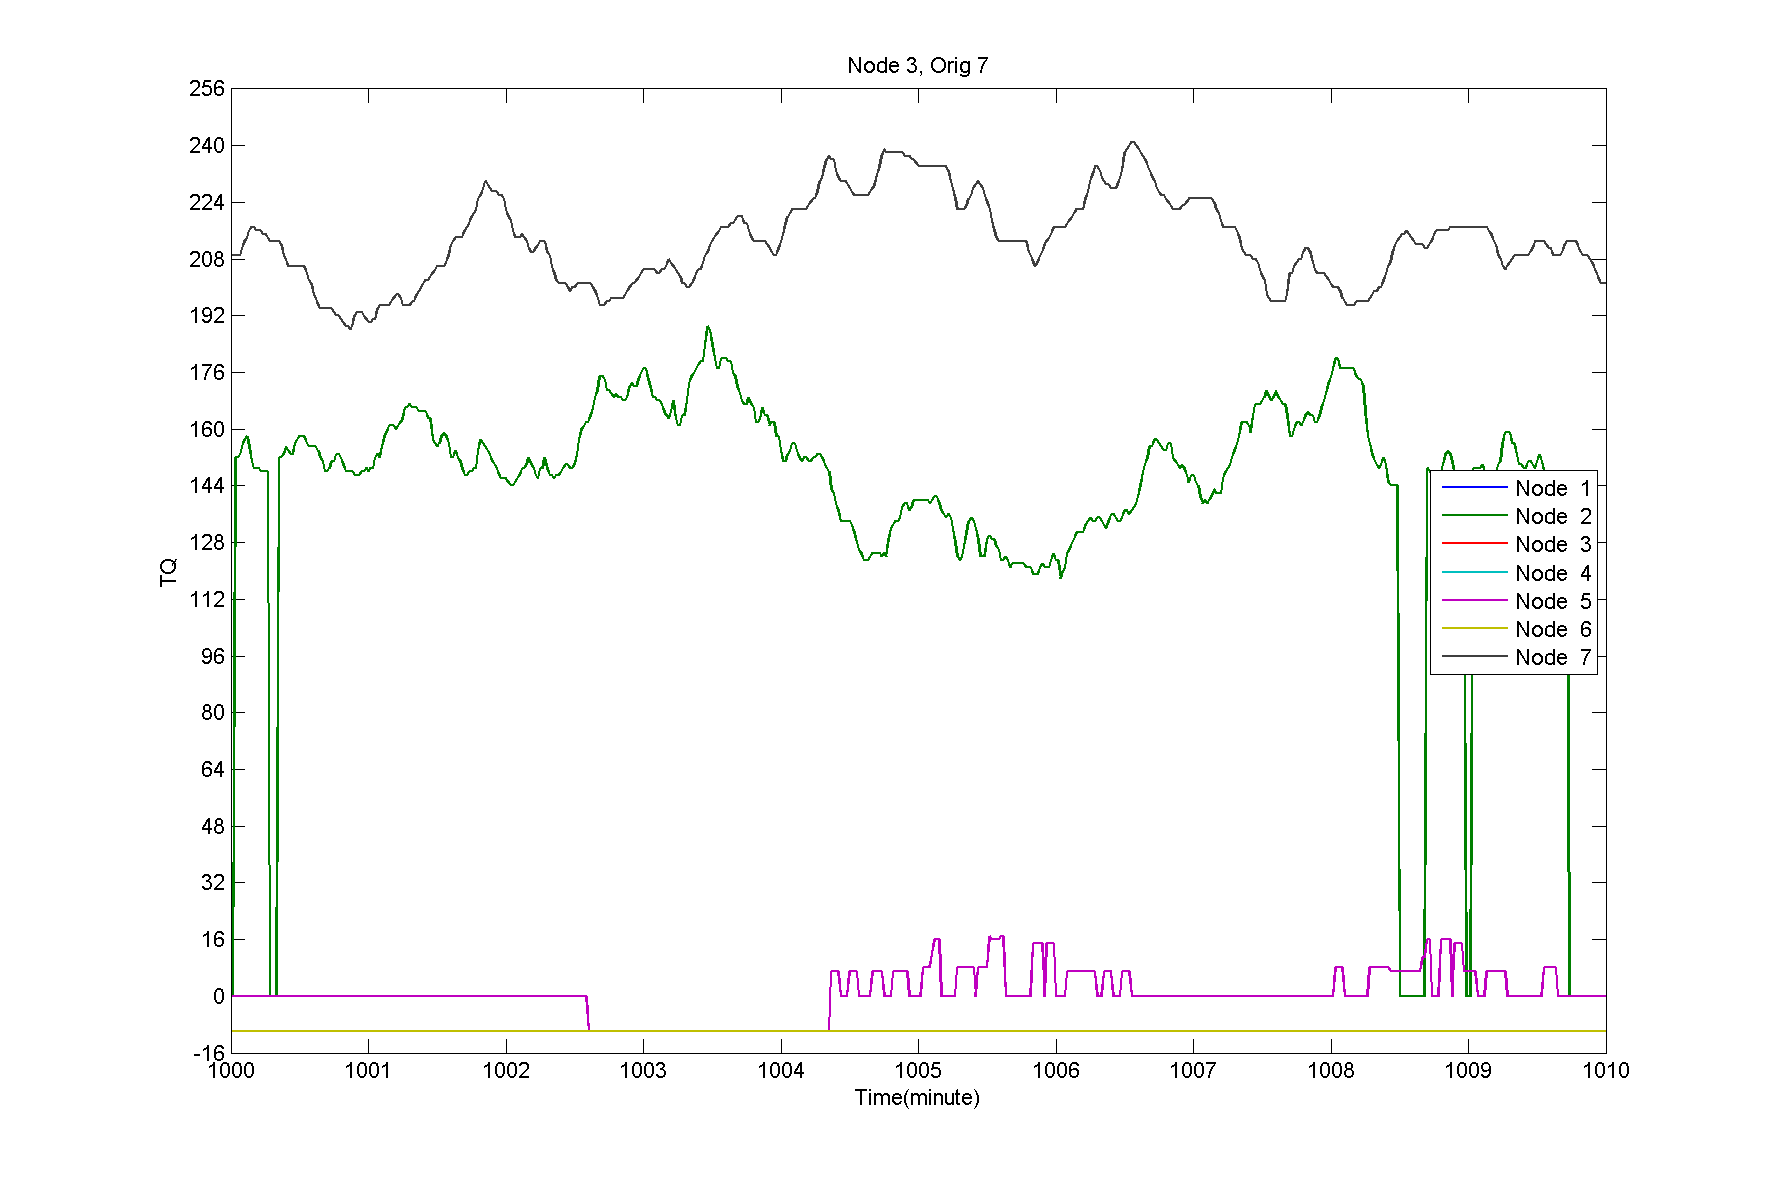 Node 3, Orig 7
256
240
224
208
192
176
160
144
128
112
96
80
64
48
32
16
0
-16
TQ
Node 1
Node 2
Node 3
Node 4
Node 5
Node 6
Node 7
1000 1001 1002 1003 1004 1005 1006 1007 1008 1009 1010
Time(minute)